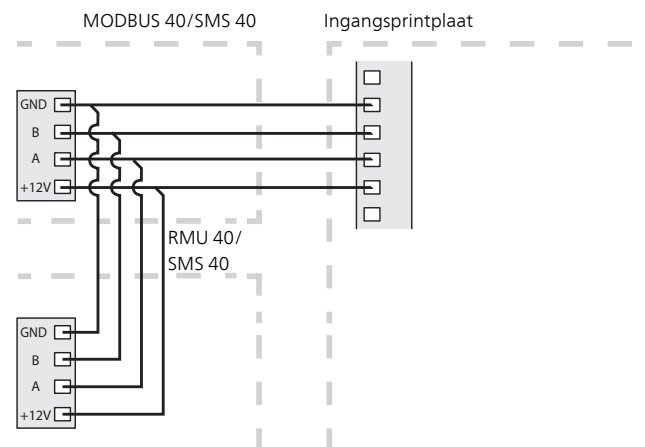 MODBUS 40/SMS 40
Ingangsprintplaat
GND
B
A
+12V
RMU 40/
SMS 40
GND
B
A
+12V